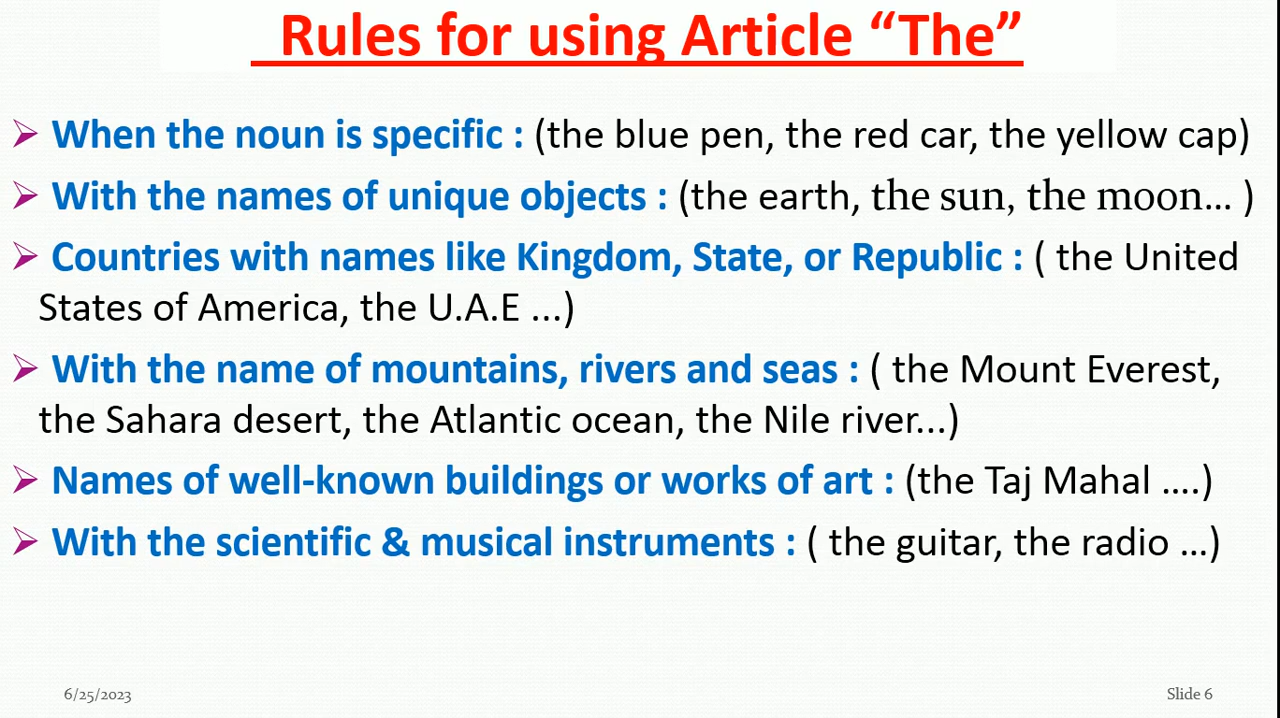 Rules for using Article “The”
➢ When the noun is specific : (the blue pen, the red car, the yellow cap)
➢ With the names of unique objects : (the earth, the sun, the moon... )
➢ Countries with names like Kingdom, State, or Republic : ( the United
States of America, the U.A.E ...)
➢ With the name of mountains, rivers and seas : ( the Mount Everest,
the Sahara desert, the Atlantic ocean, the Nile river...)
➢ Names of well-known buildings or works of art : (the Taj Mahal ....)
➢ With the scientific & musical instruments : ( the guitar, the radio ...)
6/25/2023
Slide 6